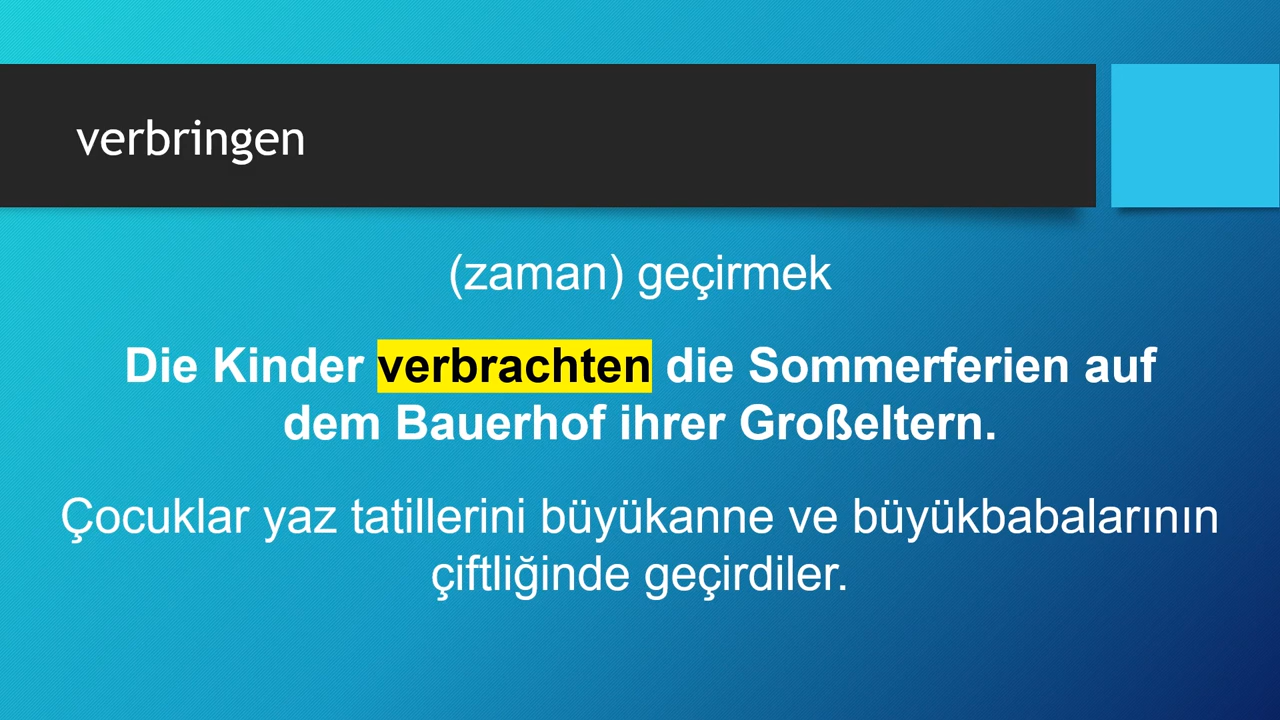 verbringen
(zaman) geçirmek
Die Kinder verbrachten die Sommerferien auf
dem Bauerhof ihrer Großeltern.
Çocuklar yaz tatillerini büyükanne ve büyükbabalarının
çiftliğinde geçirdiler.